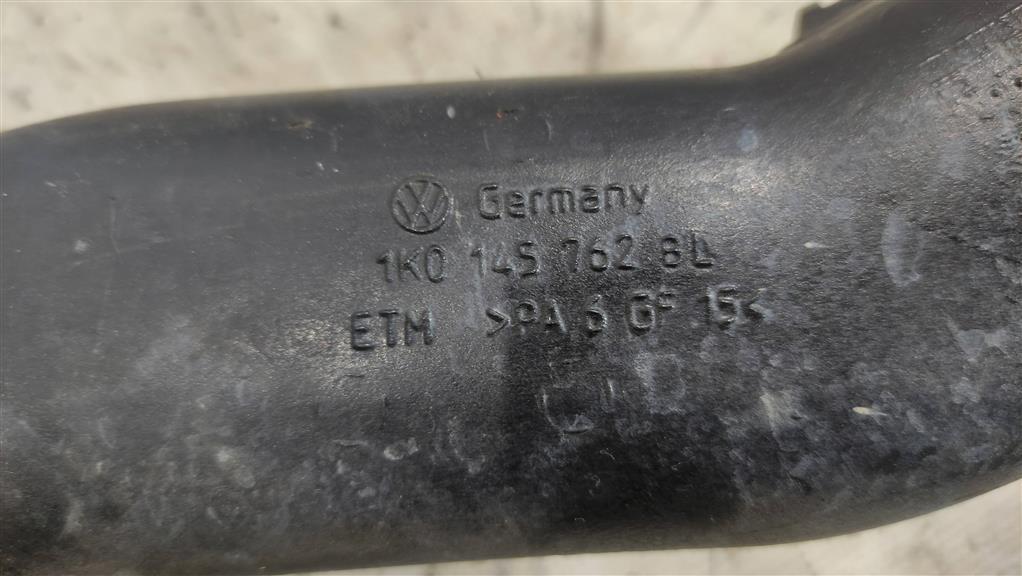 Germany
1K0 145 762 BL
ETM >PA 6 GF 15<